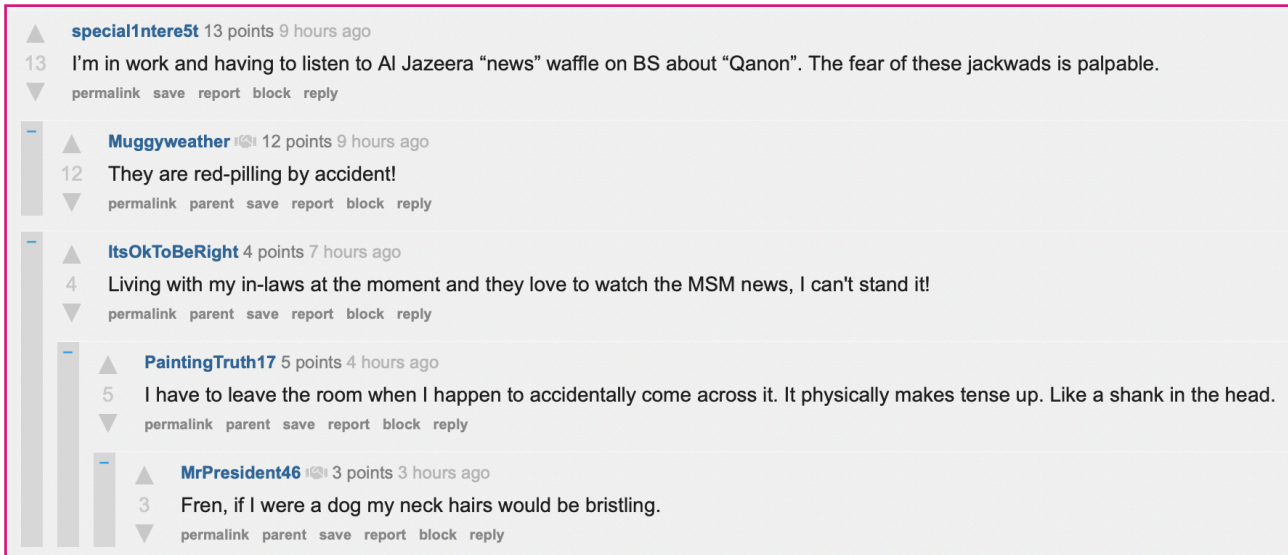 special1ntere5t 13 points 9 hours ago
13
I’m in work and having to listen to Al Jazeera “news” waffle on BS about “Qanon”. The fear of these jackwads is palpable.
permalink save report block reply
Muggyweather 12 points 9 hours ago
12
They are red-pilling by accident!
permalink parent save report block reply
ItsOkToBeRight 4 points 7 hours ago
4
Living with my in-laws at the moment and they love to watch the MSM news, I can't stand it!
permalink parent save report block reply
PaintingTruth17 5 points 4 hours ago
5
I have to leave the room when I happen to accidentally come across it. It physically makes tense up. Like a shank in the head.
permalink parent save report block reply
MrPresident46 3 points 3 hours ago
3
Fren, if I were a dog my neck hairs would be bristling.
permalink parent save report block reply